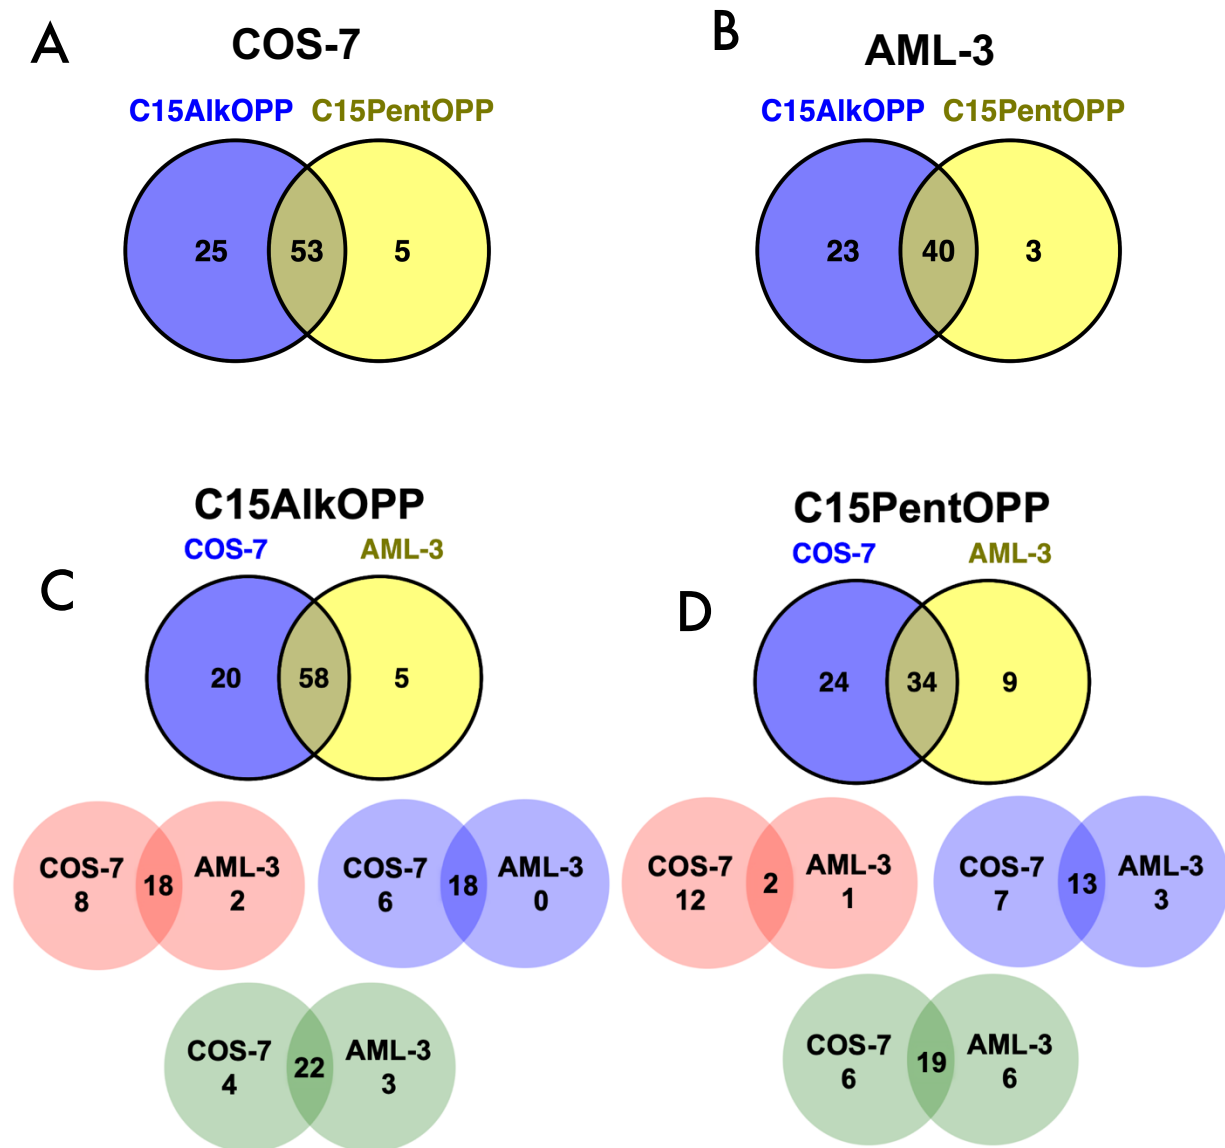 A
COS-7
C15AlkOPP C15PentOPP
25 53 5
B
AML-3
C15AlkOPP C15PentOPP
23 40 3
C
C15AlkOPP
COS-7 AML-3
20 58 5
COS-7 AML-3
8 18 2
COS-7 AML-3
6 18 0
COS-7 AML-3
4 22 3
D
C15PentOPP
COS-7 AML-3
24 34 9
COS-7 AML-3
12 2 1
COS-7 AML-3
7 13 3
COS-7 AML-3
6 19 6